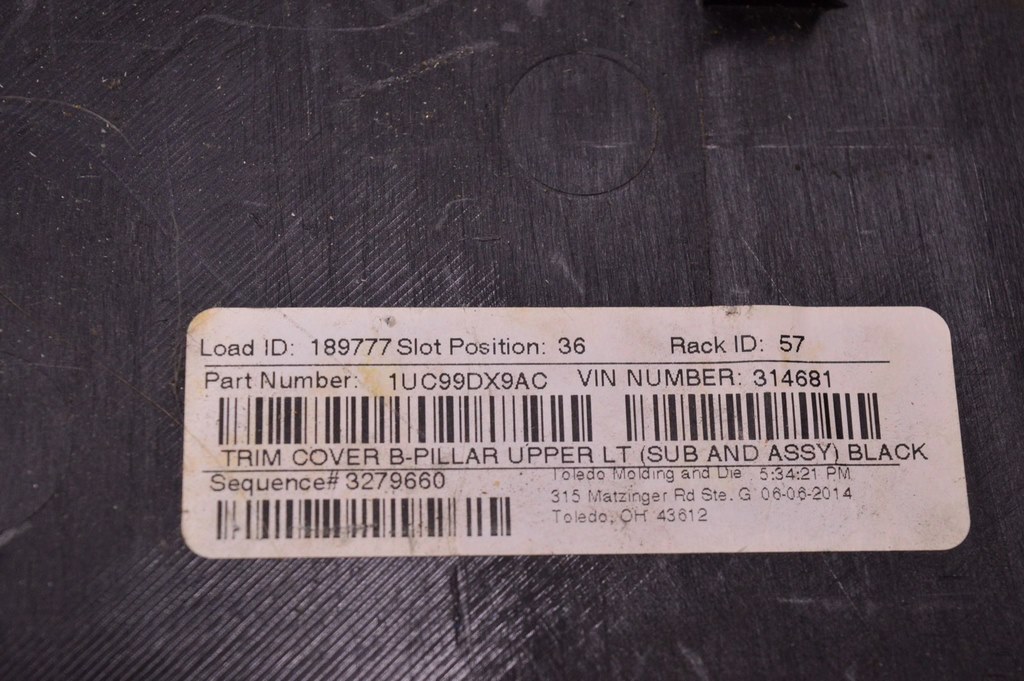 Load ID: 189777 Slot Position: 36 Rack ID: 57
Part Number: 1UC99DX9AC VIN NUMBER: 314681
TRIM COVER B-PILLAR UPPER LT (SUB AND ASSY) BLACK
Sequence# 3279660
Toledo Molding and Die 5:34:21 PM
315 Matzinger Rd Ste. G 06-06-2014
Toledo, OH 43612